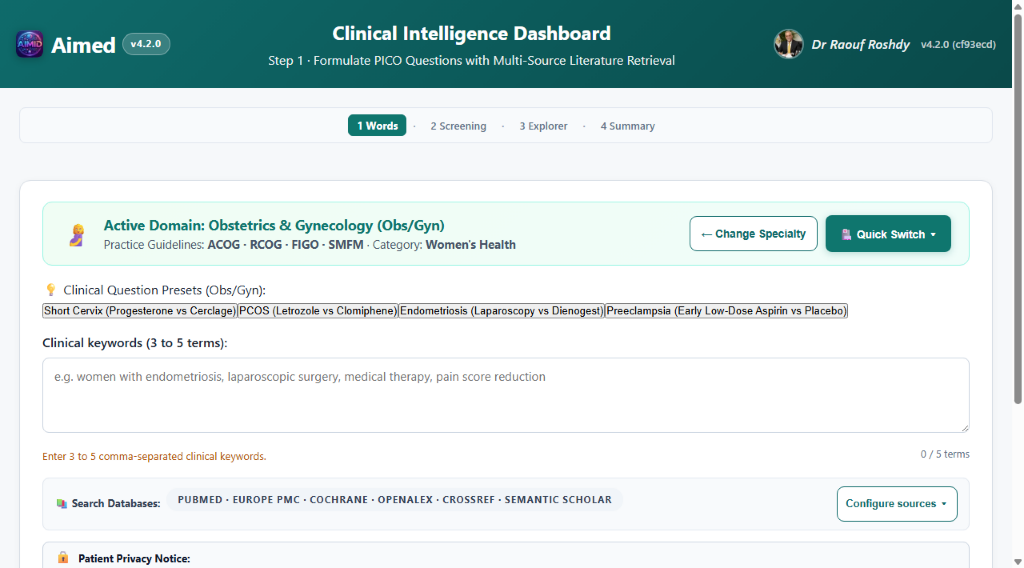 AIMID
Aimed v4.2.0
Clinical Intelligence Dashboard
Step 1 · Formulate PICO Questions with Multi-Source Literature Retrieval
Dr Raouf Roshdy v4.2.0 (cf93ecd)
1 Words · 2 Screening · 3 Explorer · 4 Summary
Active Domain: Obstetrics & Gynecology (Obs/Gyn)
Practice Guidelines: ACOG · RCOG · FIGO · SMFM · Category: Women's Health
← Change Specialty
Quick Switch
Clinical Question Presets (Obs/Gyn):
Short Cervix (Progesterone vs Cerclage) PCOS (Letrozole vs Clomiphene) Endometriosis (Laparoscopy vs Dienogest) Preeclampsia (Early Low-Dose Aspirin vs Placebo)
Clinical keywords (3 to 5 terms):
e.g. women with endometriosis, laparoscopic surgery, medical therapy, pain score reduction
Enter 3 to 5 comma-separated clinical keywords.
0 / 5 terms
Search Databases: PUBMED · EUROPE PMC · COCHRANE · OPENALEX · CROSSREF · SEMANTIC SCHOLAR
Configure sources
Patient Privacy Notice: